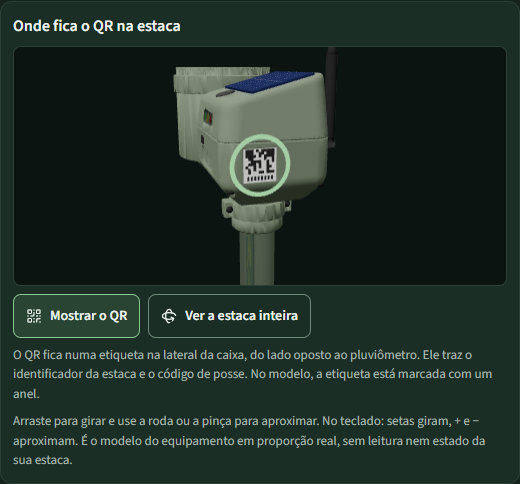 Onde fica o QR na estaca
Mostrar o QR
Ver a estaca inteira
O QR fica numa etiqueta na lateral da caixa, do lado oposto ao pluviômetro. Ele traz o
identificador da estaca e o código de posse. No modelo, a etiqueta está marcada com um
anel.
Arraste para girar e use a roda ou a pinça para aproximar. No teclado: setas giram, + e −
aproximam. É o modelo do equipamento em proporção real, sem leitura nem estado da
sua estaca.